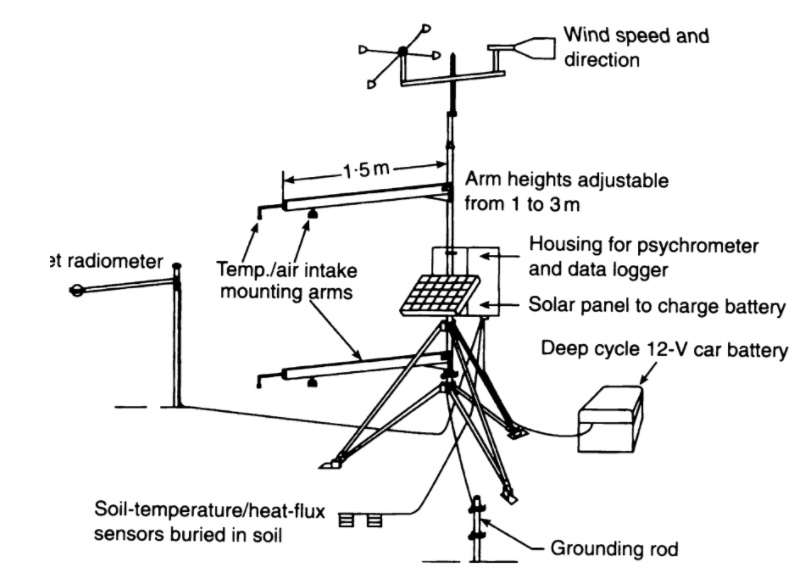 Wind speed and
direction
1·5 m
Arm heights adjustable
from 1 to 3 m
et radiometer
Temp./air intake
mounting arms
Housing for psychrometer
and data logger
Solar panel to charge battery
Deep cycle 12-V car battery
Soil-temperature/heat-flux
sensors buried in soil
Grounding rod